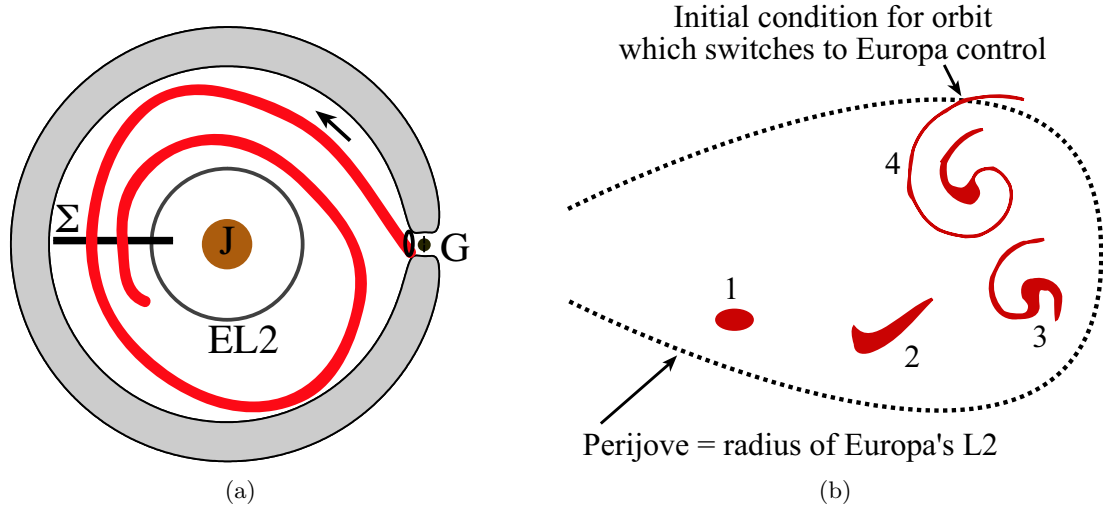 Σ
J
G
EL2
(a)
Initial condition for orbit
which switches to Europa control
4
1
2
3
Perijove = radius of Europa's L2
(b)